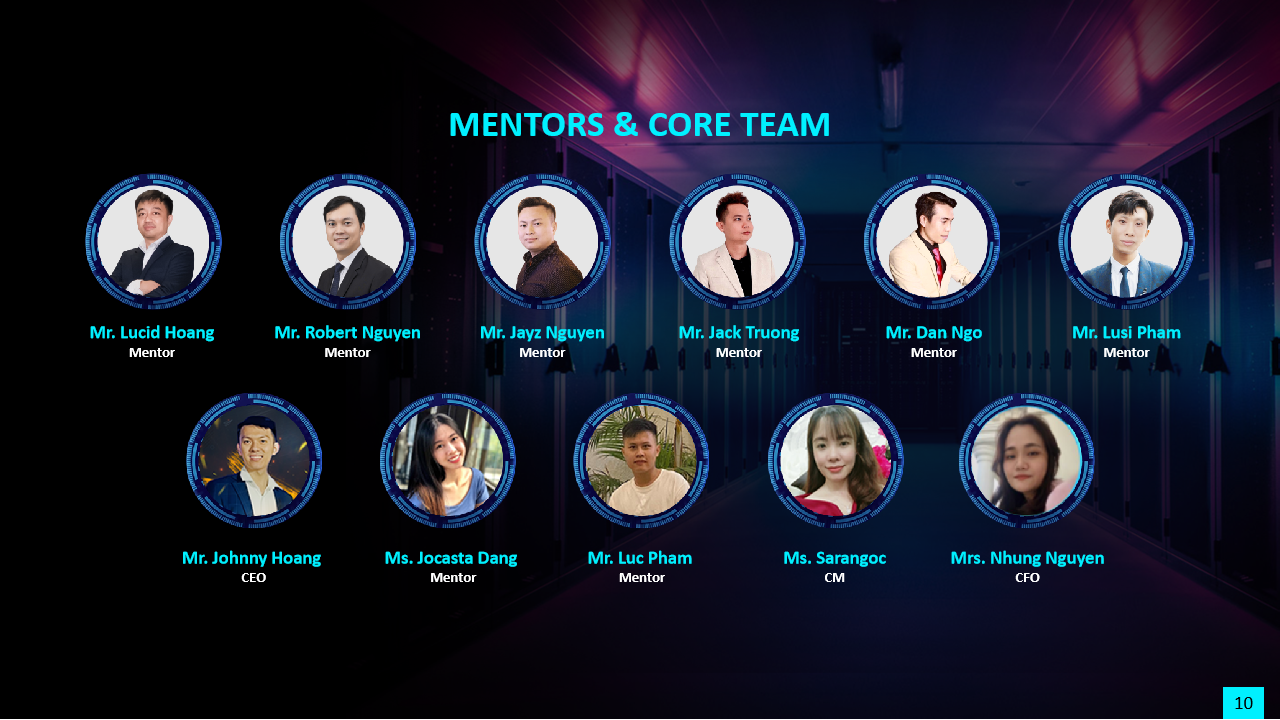 MENTORS & CORE TEAM
Mr. Lucid Hoang
Mentor
Mr. Robert Nguyen
Mentor
Mr. Jayz Nguyen
Mentor
Mr. Jack Truong
Mentor
Mr. Dan Ngo
Mentor
Mr. Lusi Pham
Mentor
Mr. Johnny Hoang
CEO
Ms. Jocasta Dang
Mentor
Mr. Luc Pham
Mentor
Ms. Sarangoc
CM
Mrs. Nhung Nguyen
CFO
10